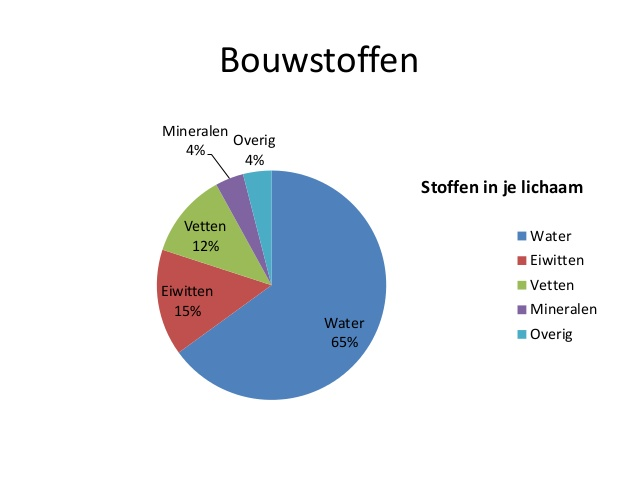 Bouwstoffen
Mineralen
4%
Overig
4%
Vetten
12%
Eiwitten
15%
Water
65%
Stoffen in je lichaam
Water
Eiwitten
Vetten
Mineralen
Overig